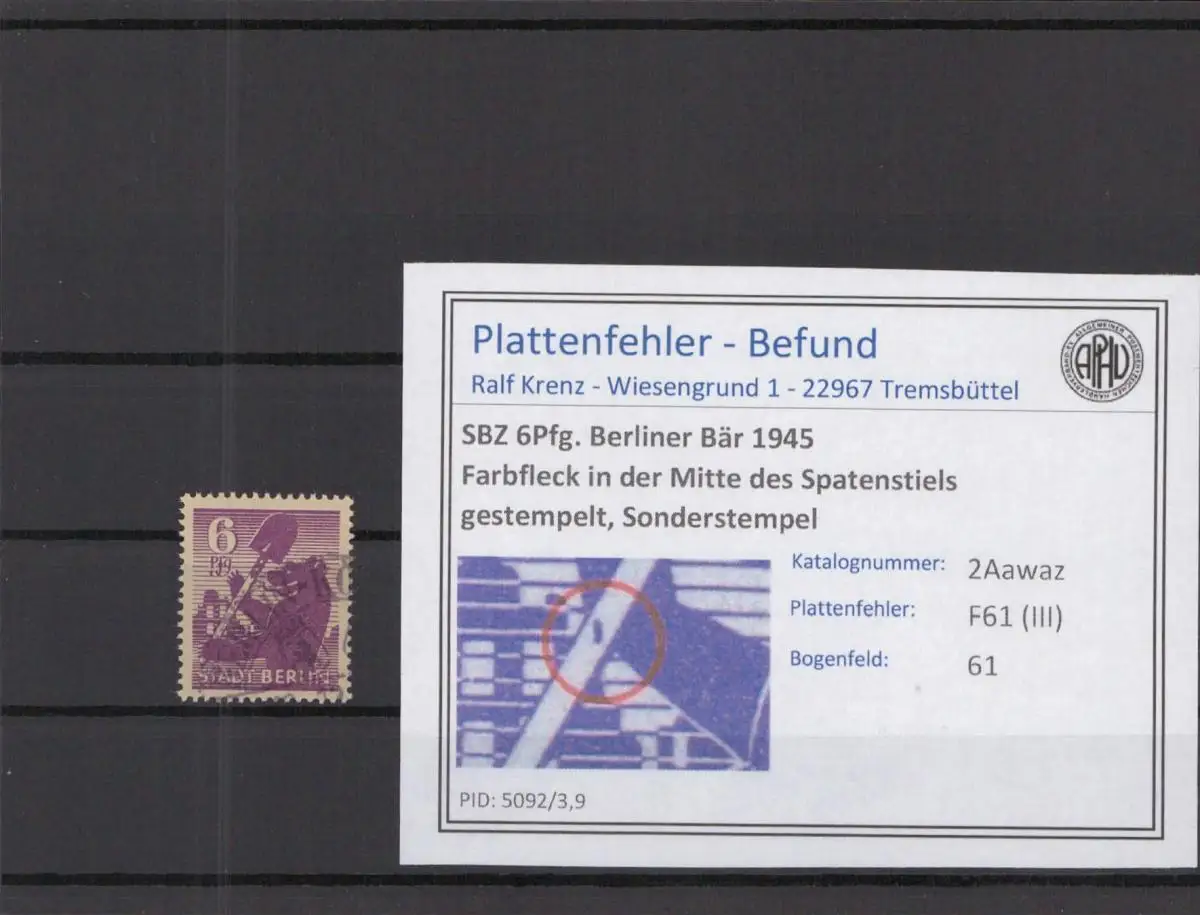 6
Pfg
STADT BERLIN
Plattenfehler - Befund
Ralf Krenz - Wiesengrund 1 - 22967 Tremsbüttel
APHV
SBZ 6Pfg. Berliner Bär 1945
Farbfleck in der Mitte des Spatenstiels
gestempelt, Sonderstempel
Katalognummer: 2Aawaz
Plattenfehler: F61 (III)
Bogenfeld: 61
PID: 5092/3,9